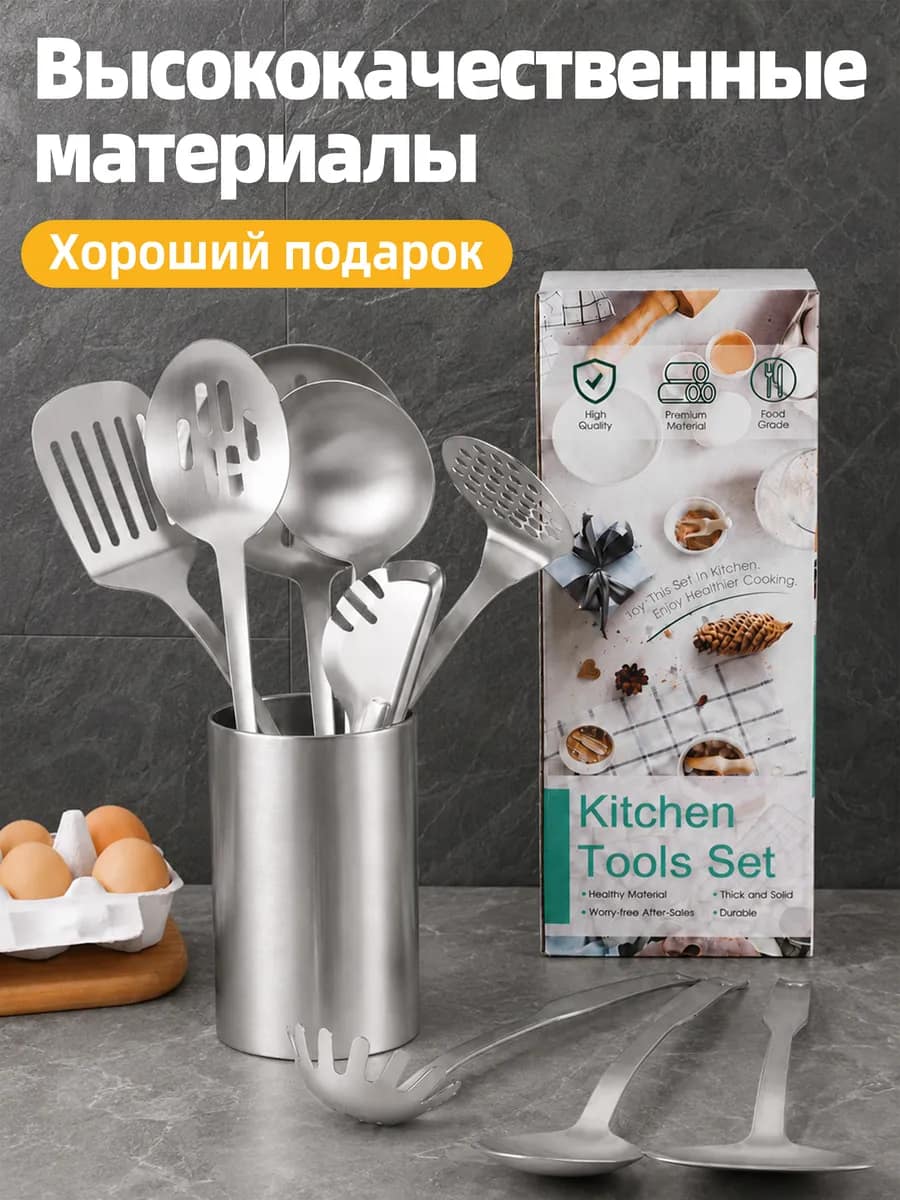 Высококачественные
материалы
Хороший подарок
High
Quality
Premium
Material
Food
Grade
This Set In Kitchen.
Enjoy Healthier Cooking.
Kitchen
Tools Set
• Healthy Material
• Thick and Solid
• Worry-free After-Sales
• Durable